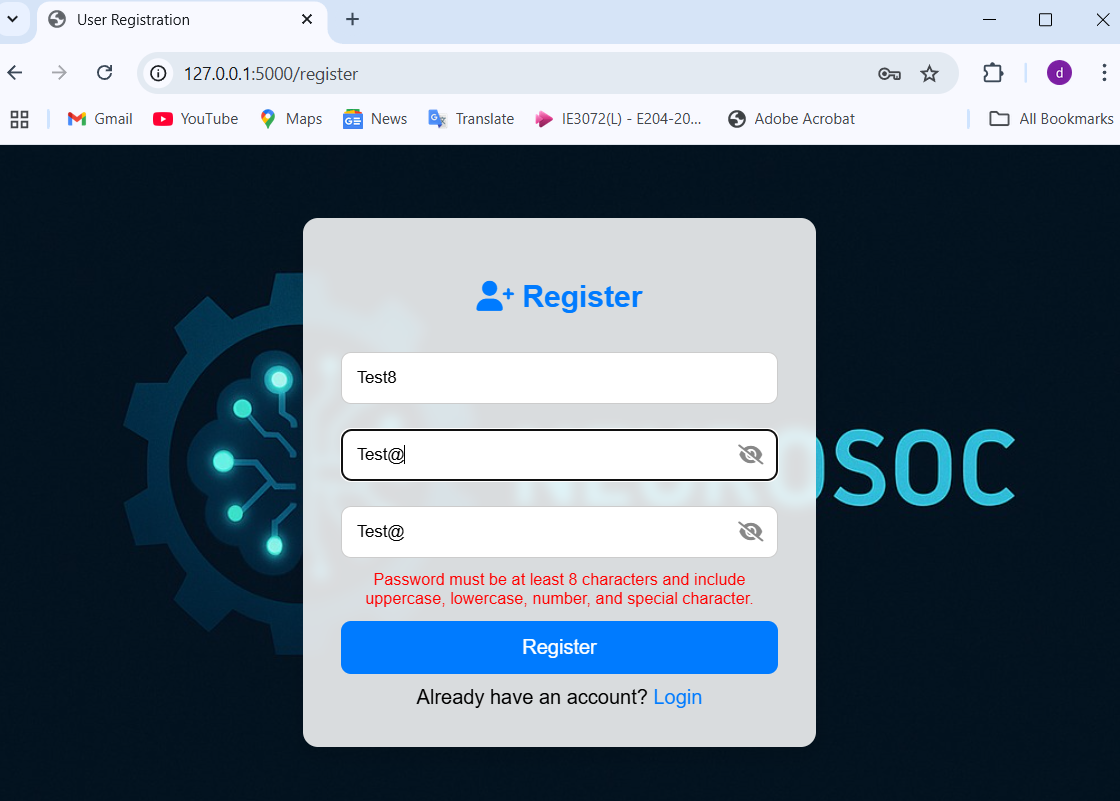 User Registration
127.0.0.1:5000/register
d
Gmail
YouTube
Maps
News
Translate
IE3072(L) - E204-20...
Adobe Acrobat
All Bookmarks
Register
Test8
Test@
NEUROSOC
Test@
Password must be at least 8 characters and include
uppercase, lowercase, number, and special character.
Register
Already have an account? Login